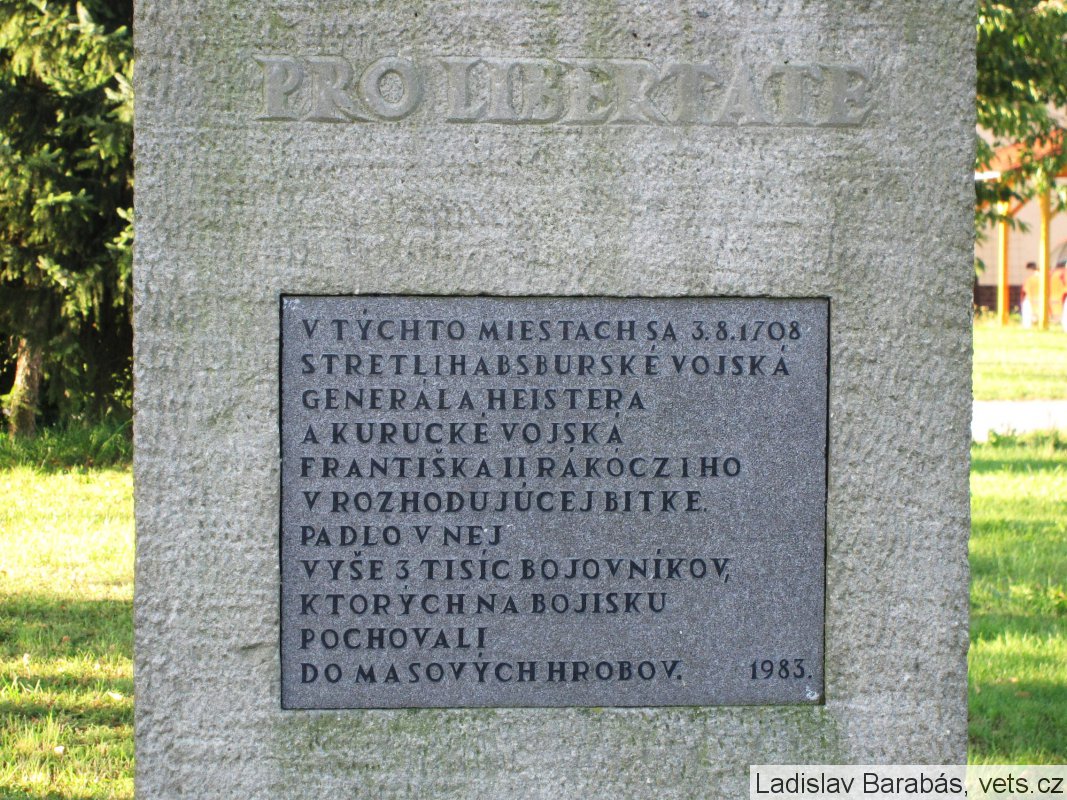 PRO LIBERTATE
V TÝCHTO MIESTACH SA 3.8.1708
STRETLI HABSBURSKÉ VOJSKÁ
GENERÁLA HEISTERA
A KURUCKÉ VOJSKÁ
FRANTIŠKA II RÁKÓCZIHO
V ROZHODUJÚCEJ BITKE.
PADLO V NEJ
VYŠE 3 TISÍC BOJOVNÍKOV,
KTORÝCH NA BOJISKU
POCHOVALI
DO MASOVÝCH HROBOV. 1983.
Ladislav Barabás, vets.cz